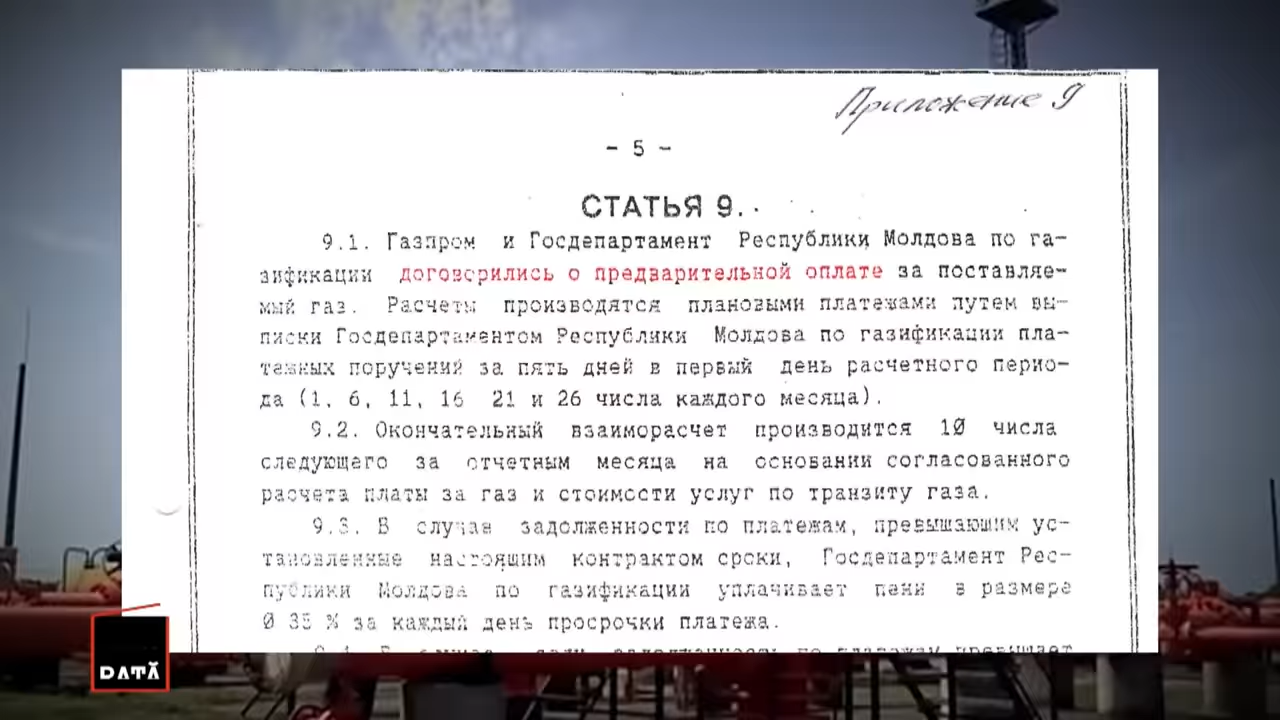 Приложение 9
- 5 -
СТАТЬЯ 9.
9.1. Газпром и Госдепартамент Республики Молдова по га-
зификации договорились о предварительной оплате за поставляе-
мый газ. Расчеты производятся плановыми платежами путем вы-
писки Госдепартаментом Республики Молдова по газификации пла-
тежных поручений за пять дней в первый день расчетного перио-
да (1, 6, 11, 16 21 и 26 числа каждого месяца).
9.2. Окончательный взаиморасчет производится 10 числа
следующего за отчетным месяца на основании согласованного
расчета платы за газ и стоимости услуг по транзиту газа.
9.3. В случае задолженности по платежам, превышающим ус-
тановленные настоящим контрактом сроки, Госдепартамент Рес-
публики Молдова по газификации уплачивает пени в размере
0 35 % за каждый день просрочки платежа.
DATĂ